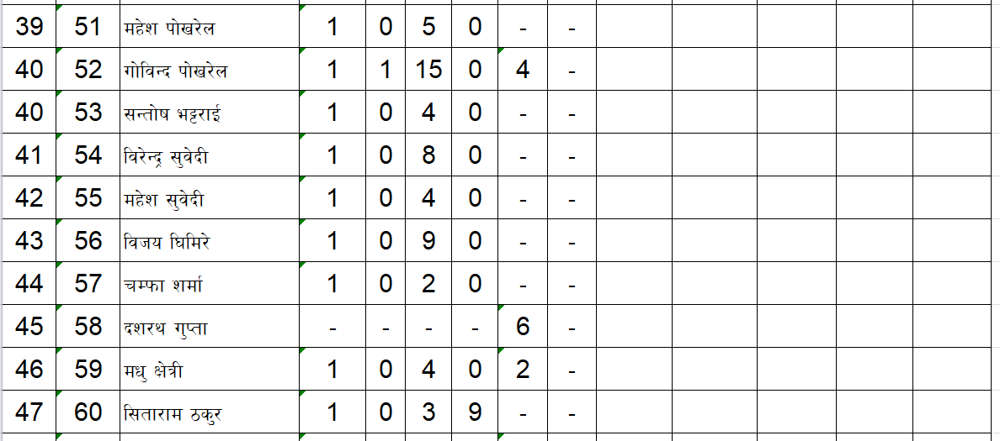 39 51 महेश पोखरेल 1 0 5 0 - -
40 52 गोविन्द पोखरेल 1 1 15 0 4 -
40 53 सन्तोष भट्टराई 1 0 4 0 - -
41 54 विरेन्द्र सुवेदी 1 0 8 0 - -
42 55 महेश सुवेदी 1 0 4 0 - -
43 56 विजय घिमिरे 1 0 9 0 - -
44 57 चम्फा शर्मा 1 0 2 0 - -
45 58 दशरथ गुप्ता - - - - 6 -
46 59 मधु क्षेत्री 1 0 4 0 2 -
47 60 सिताराम ठकुर 1 0 3 9 - -